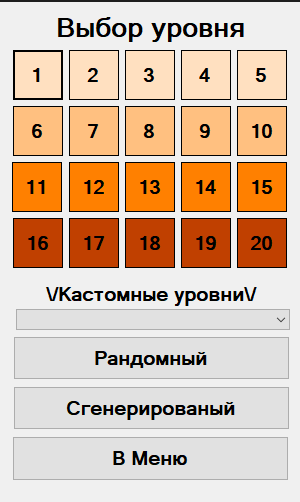 Выбор уровня
1 2 3 4 5
6 7 8 9 10
11 12 13 14 15
16 17 18 19 20
\/Кастомные уровни\/
Рандомный
Сгенерированый
В Меню